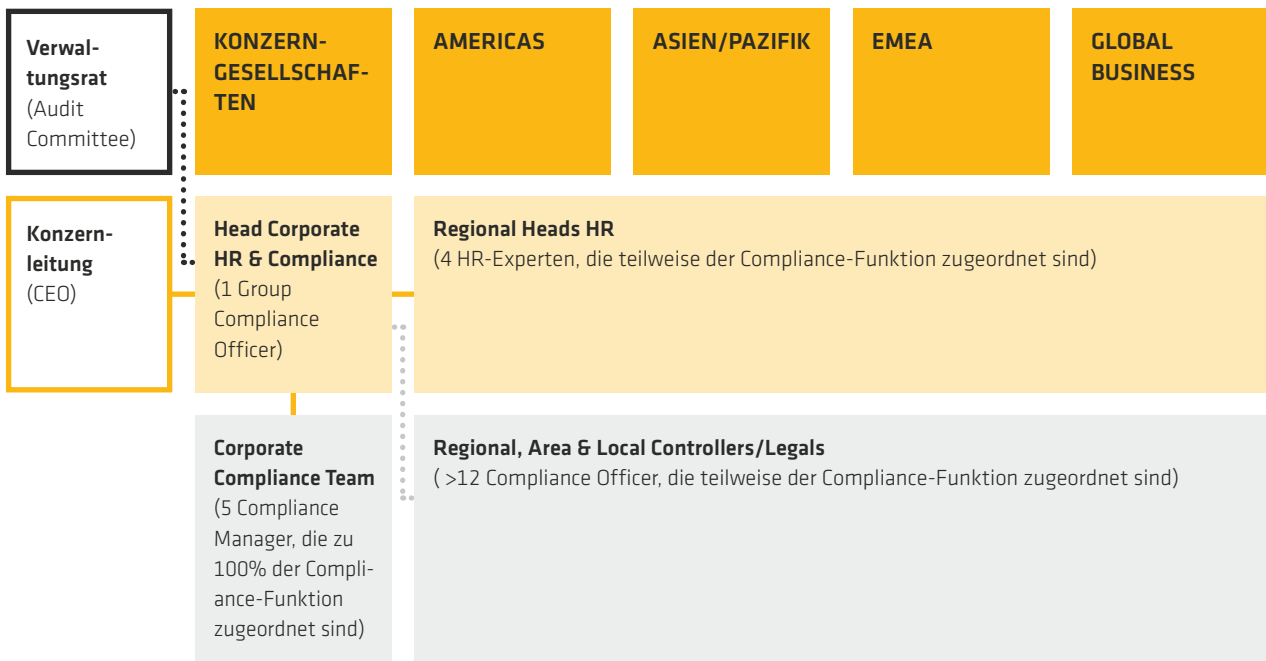 Verwal-
tungsrat
(Audit
Committee)
KONZERN-
GESELLSCHAF-
TEN
AMERICAS
ASIEN/PAZIFIK
EMEA
GLOBAL
BUSINESS
Konzern-
leitung
(CEO)
Head Corporate
HR & Compliance
(1 Group
Compliance
Officer)
Regional Heads HR
(4 HR-Experten, die teilweise der Compliance-Funktion zugeordnet sind)
Corporate
Compliance Team
(5 Compliance
Manager, die zu
100% der Compli-
ance-Funktion
zugeordnet sind)
Regional, Area & Local Controllers/Legals
( >12 Compliance Officer, die teilweise der Compliance-Funktion zugeordnet sind)